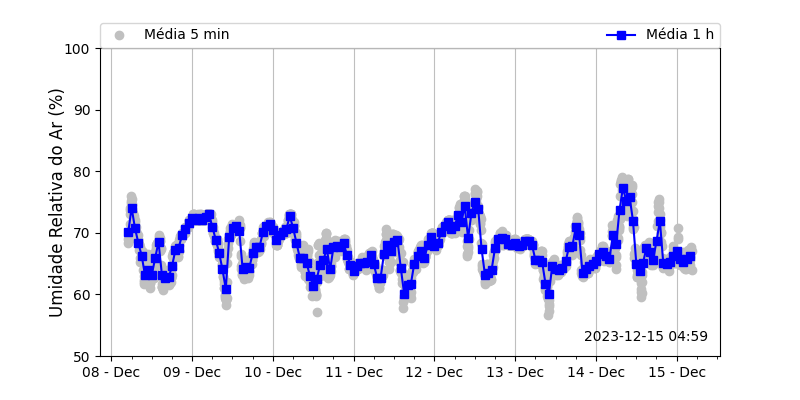 Média 5 min
Média 1 h
Umidade Relativa do Ar (%)
100
90
80
70
60
50
2023-12-15 04:59
08 - Dec
09 - Dec
10 - Dec
11 - Dec
12 - Dec
13 - Dec
14 - Dec
15 - Dec